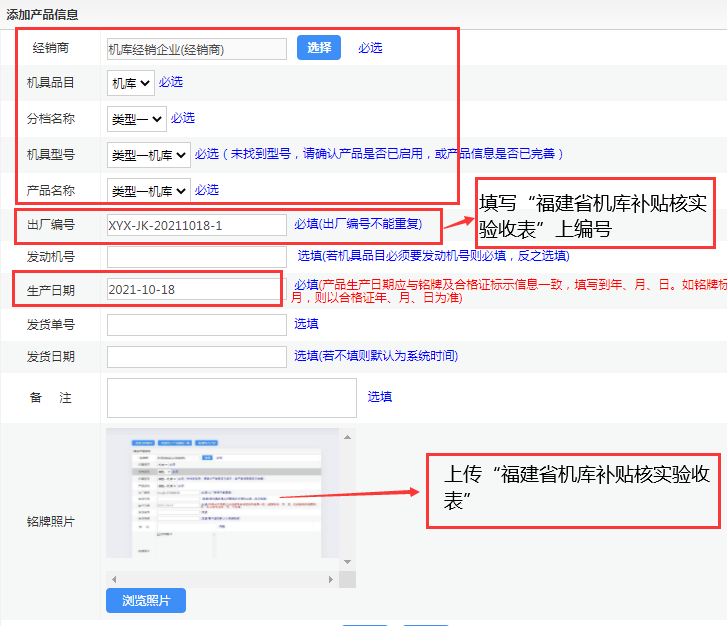 添加产品信息
经销商 机库经销企业(经销商) 选择 必选
机具品目 机库 必选
分档名称 类型一 必选
机具型号 类型一机库 必选（未找到型号，请确认产品是否已启用，或产品信息是否已完善）
产品名称 类型一机库 必选
出厂编号 XYX-JK-20211018-1 必填(出厂编号不能重复)
填写“福建省机库补贴核实
验收表”上编号
发动机号 选填(若机具品目必须要发动机号则必填，反之选填)
生产日期 2021-10-18 必填(产品生产日期应与铭牌及合格证标示信息一致，填写到年、月、日。如铭牌标
月，则以合格证年、月、日为准)
发货单号 选填
发货日期 选填(若不填则默认为系统时间)
备 注 选填
铭牌照片
上传“福建省机库补贴核实验收
表”
浏览照片